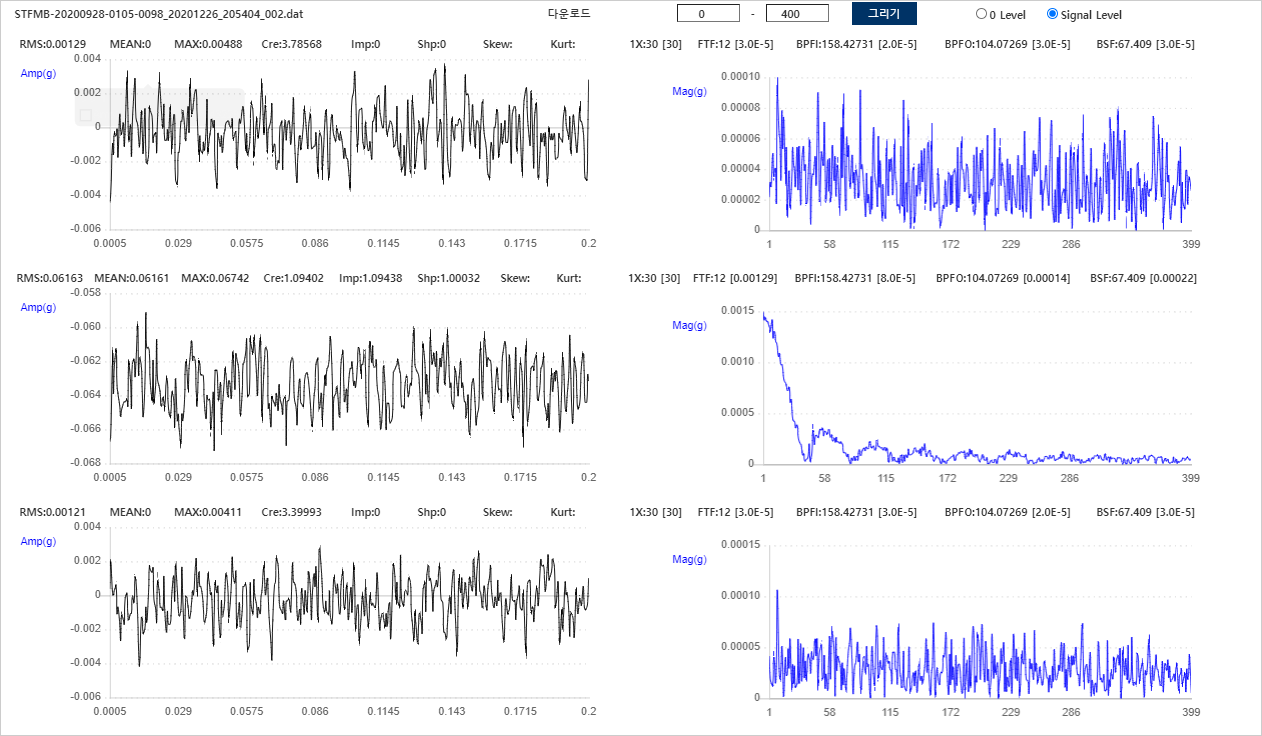 STFMB-20200928-0105-0098_20201226_205404_002.dat 다운로드 0 - 400 그리기 0 Level Signal Level
RMS:0.00129 MEAN:0 MAX:0.00488 Cre:3.78568 Imp:0 Shp:0 Skew: Kurt:
Amp(g)
0.004
0.002
0
-0.002
-0.004
-0.006
0.0005 0.029 0.0575 0.086 0.1145 0.143 0.1715 0.2
1X:30 [30] FTF:12 [3.0E-5] BPFI:158.42731 [2.0E-5] BPFO:104.07269 [3.0E-5] BSF:67.409 [3.0E-5]
Mag(g)
0.00010
0.00008
0.00006
0.00004
0.00002
0
1 58 115 172 229 286 399
RMS:0.06163 MEAN:0.06161 MAX:0.06742 Cre:1.09402 Imp:1.09438 Shp:1.00032 Skew: Kurt:
Amp(g)
-0.058
-0.060
-0.062
-0.064
-0.066
-0.068
0.0005 0.029 0.0575 0.086 0.1145 0.143 0.1715 0.2
1X:30 [30] FTF:12 [0.00129] BPFI:158.42731 [8.0E-5] BPFO:104.07269 [0.00014] BSF:67.409 [0.00022]
Mag(g)
0.0015
0.0010
0.0005
0
1 58 115 172 229 286 399
RMS:0.00121 MEAN:0 MAX:0.00411 Cre:3.39993 Imp:0 Shp:0 Skew: Kurt:
Amp(g)
0.004
0.002
0
-0.002
-0.004
-0.006
0.0005 0.029 0.0575 0.086 0.1145 0.143 0.1715 0.2
1X:30 [30] FTF:12 [3.0E-5] BPFI:158.42731 [3.0E-5] BPFO:104.07269 [2.0E-5] BSF:67.409 [3.0E-5]
Mag(g)
0.00015
0.00010
0.00005
0
1 58 115 172 229 286 399